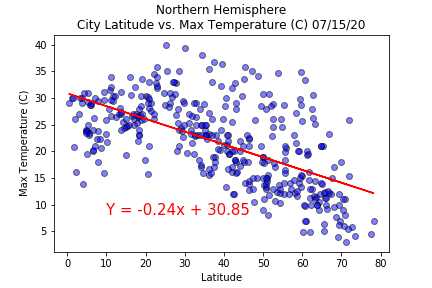 Northern Hemisphere
City Latitude vs. Max Temperature (C) 07/15/20
Max Temperature (C)
40
35
30
25
20
15
10
5
Y = -0.24x + 30.85
0 10 20 30 40 50 60 70 80
Latitude